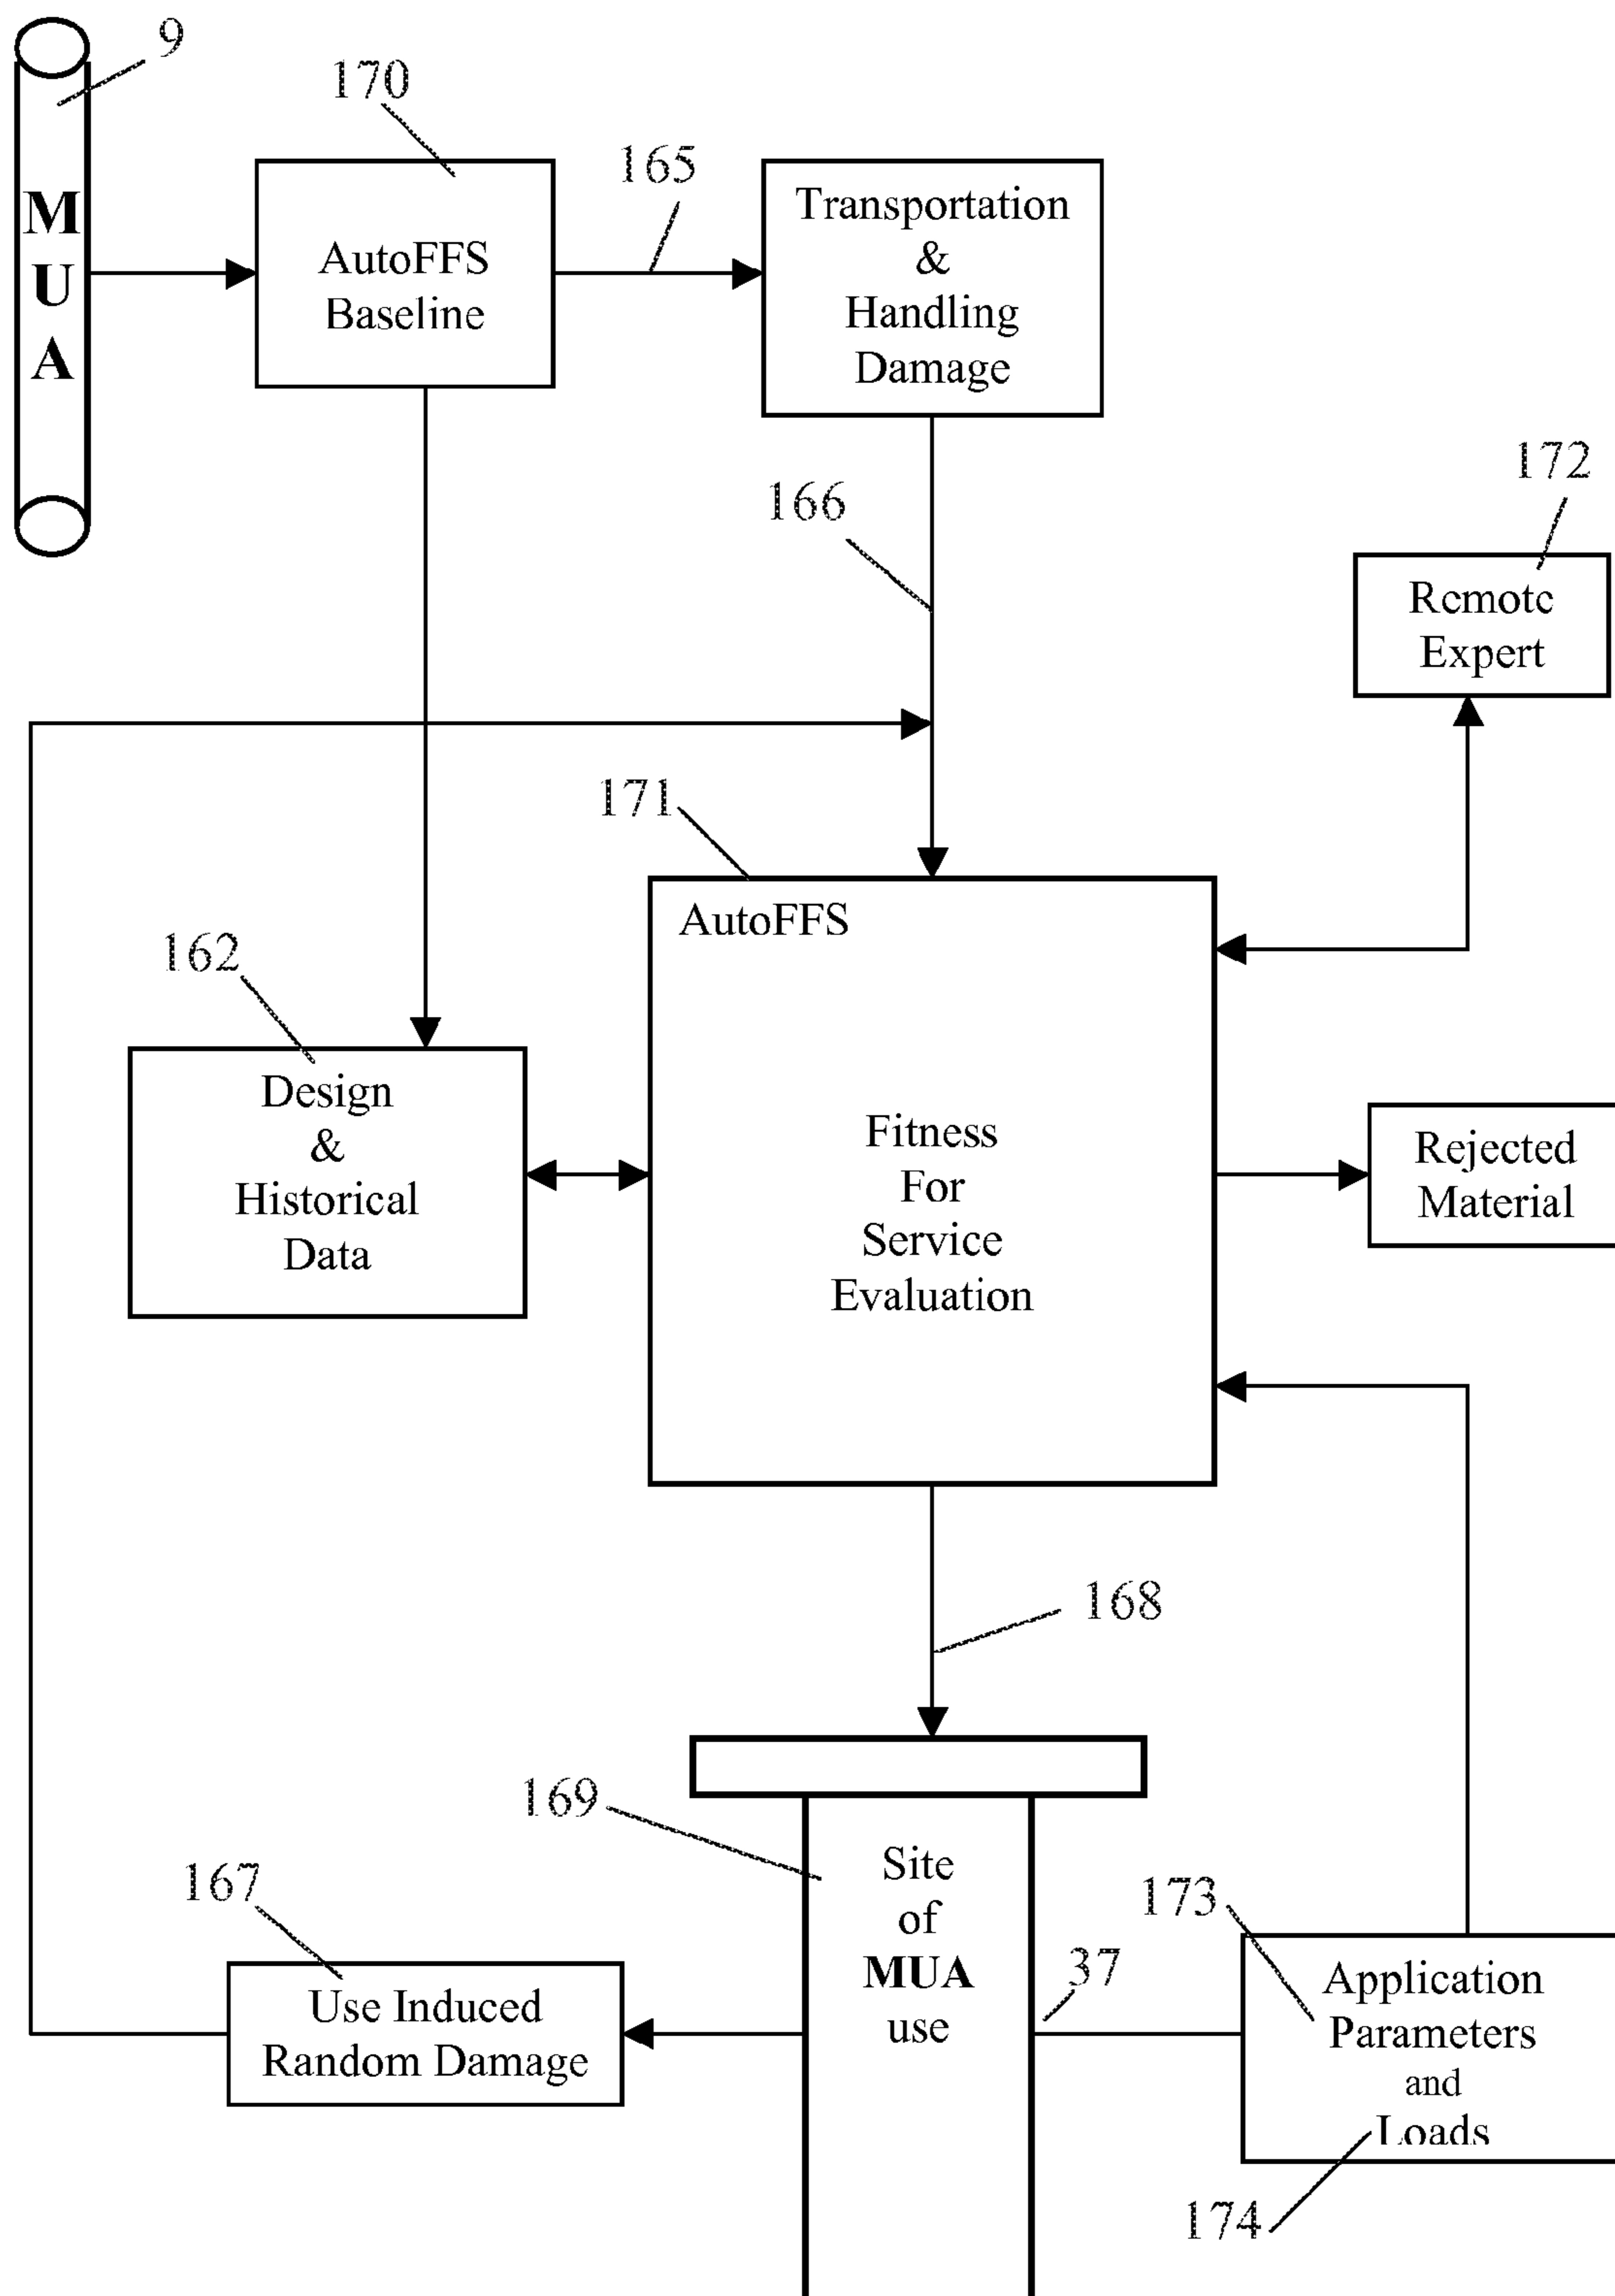 9
170
165
M
U
A
AutoFFS
Baseline
Transportation
&
Handling
Damage
172
166
Remote
Expert
171
AutoFFS
162
Design
&
Historical
Data
Fitness
For
Service
Evaluation
Rejected
Material
168
169
Site
of
MUA
use
167
Use Induced
Random Damage
37
173
Application
Parameters
and
Loads
174